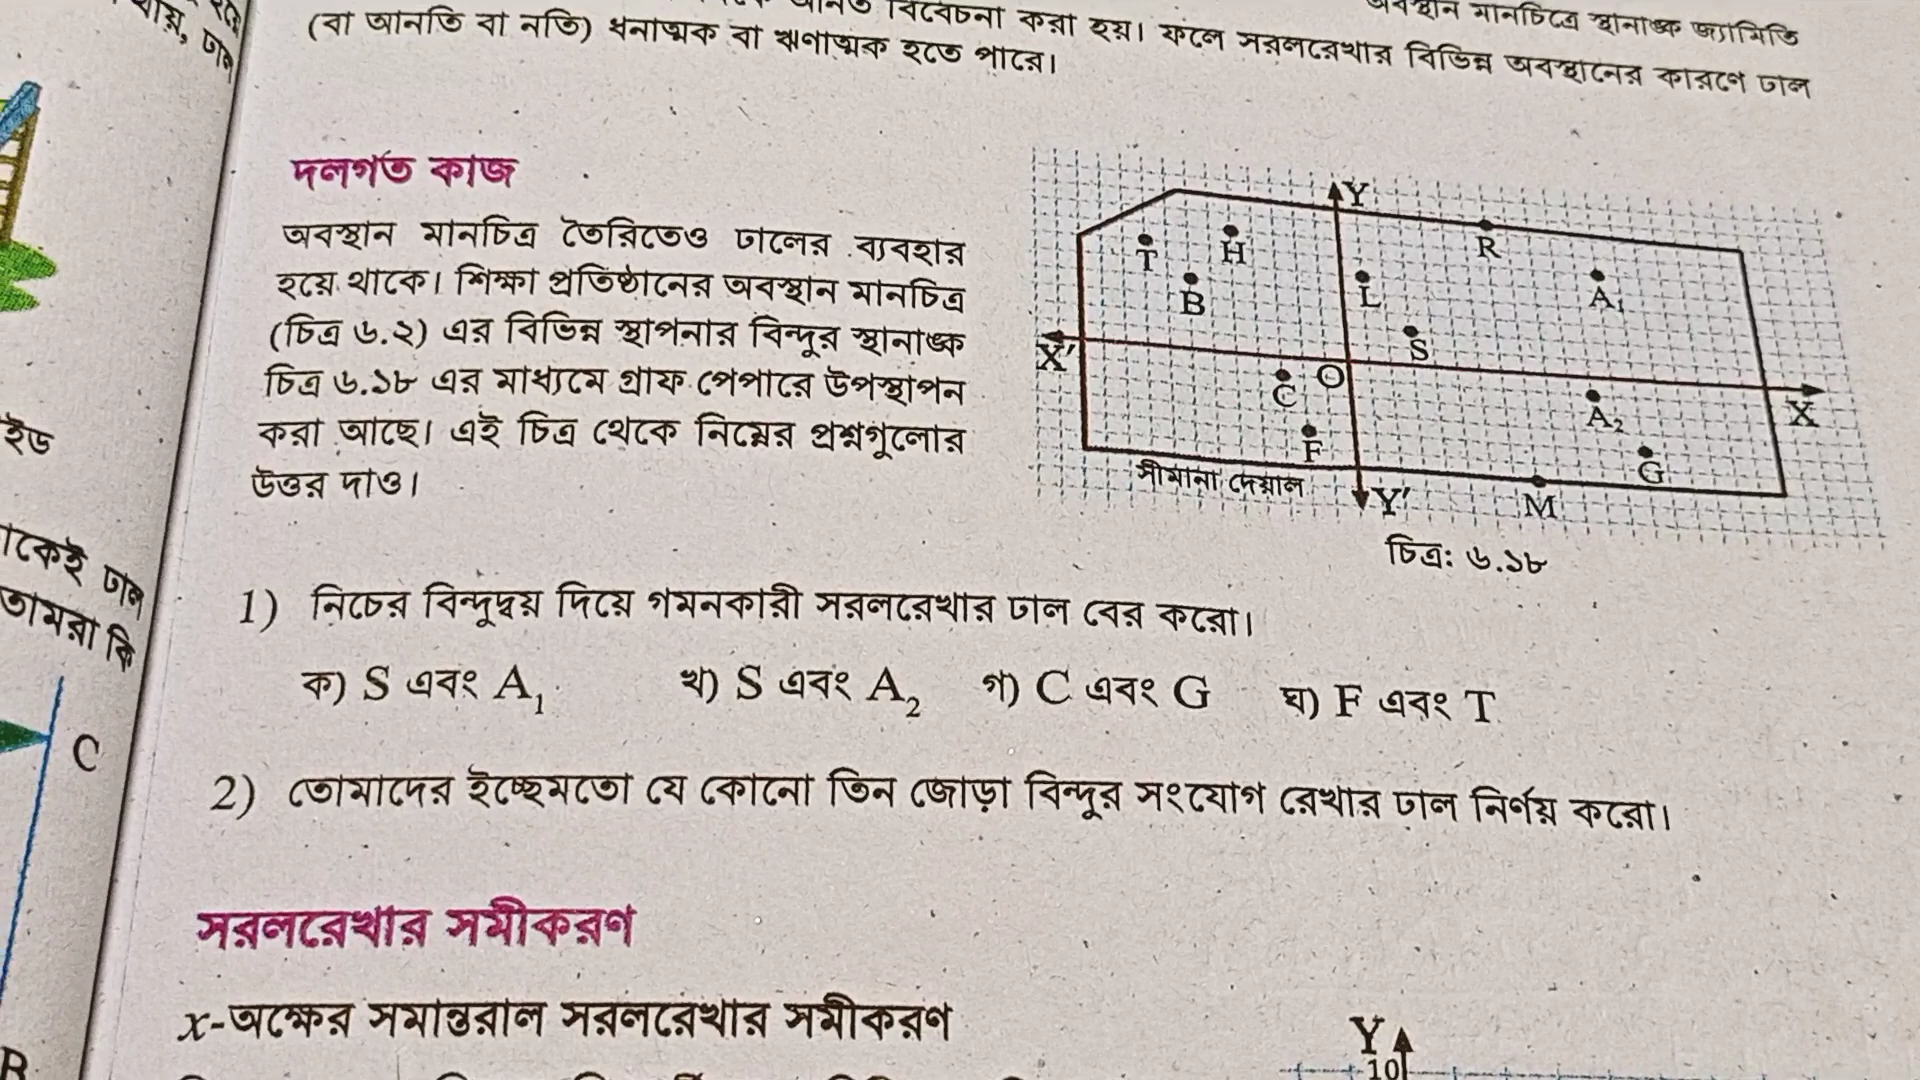 বিবেচনা করা হয়। ফলে সরলরেখার বিভিন্ন অবস্থানের কারণে ঢাল
মানচিত্রে স্থানাঙ্ক জ্যামিতি
(বা আনতি বা নতি) ধনাত্মক বা ঋণাত্মক হতে পারে।
দলগত কাজ
অবস্থান মানচিত্র তৈরিতেও ঢালের ব্যবহার
হয়ে থাকে। শিক্ষা প্রতিষ্ঠানের অবস্থান মানচিত্র
(চিত্র ৬.২) এর বিভিন্ন স্থাপনার বিন্দুর স্থানাঙ্ক
চিত্র ৬.১৮ এর মাধ্যমে গ্রাফ পেপারে উপস্থাপন
করা আছে। এই চিত্র থেকে নিম্নের প্রশ্নগুলোর
উত্তর দাও।
Y
T H R
B L A₁
S
X′ C O X
A₂
F G
সীমানা দেয়াল Y′ M
চিত্র: ৬.১৮
1) নিচের বিন্দুদ্বয় দিয়ে গমনকারী সরলরেখার ঢাল বের করো।
ক) S এবং A₁ খ) S এবং A₂ গ) C এবং G ঘ) F এবং T
2) তোমাদের ইচ্ছেমতো যে কোনো তিন জোড়া বিন্দুর সংযোগ রেখার ঢাল নির্ণয় করো।
সরলরেখার সমীকরণ
x-অক্ষের সমান্তরাল সরলরেখার সমীকরণ
Y
10
C
B